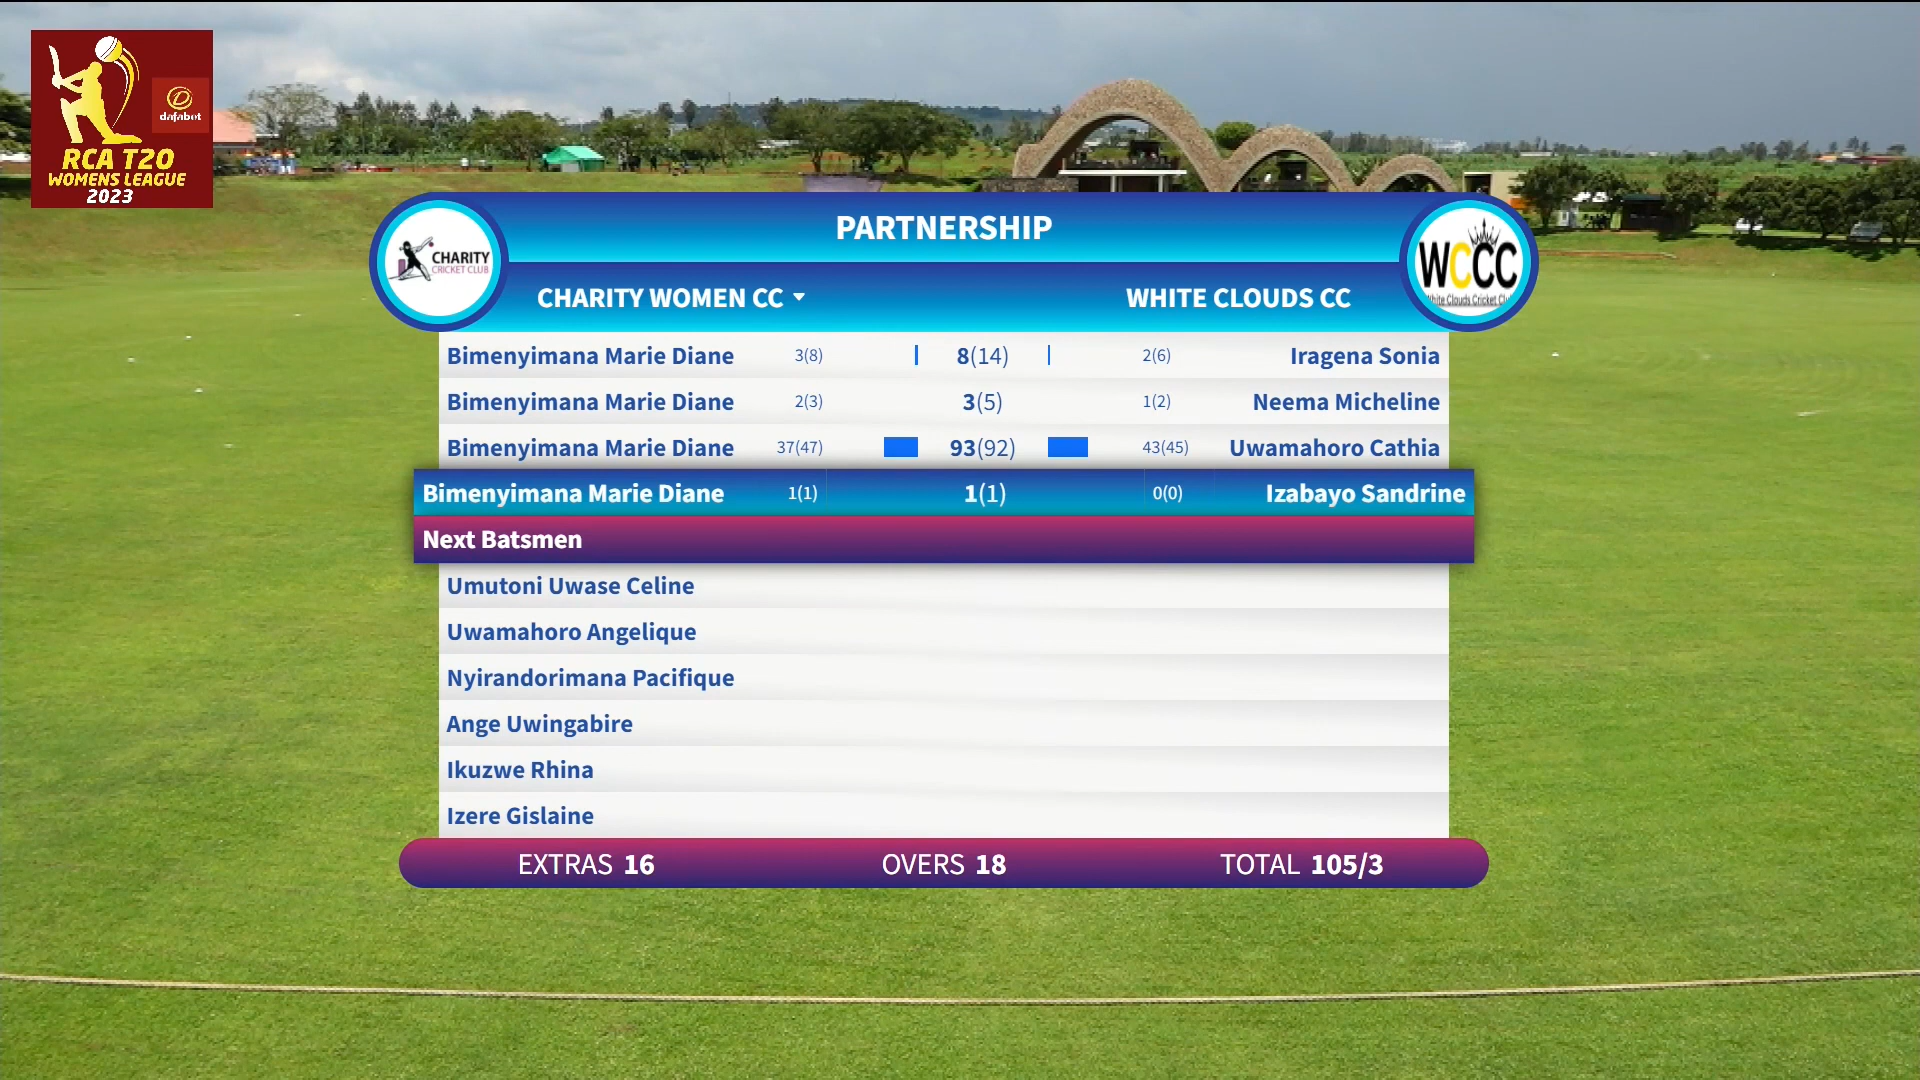 dafabet
RCA T20
WOMENS LEAGUE
2023
PARTNERSHIP
CHARITY
CRICKET CLUB
CHARITY WOMEN CC
WHITE CLOUDS CC
WCCC
White Clouds Cricket Clu
Bimenyimana Marie Diane 3(8) 8(14) 2(6) Iragena Sonia
Bimenyimana Marie Diane 2(3) 3(5) 1(2) Neema Micheline
Bimenyimana Marie Diane 37(47) 93(92) 43(45) Uwamahoro Cathia
Bimenyimana Marie Diane 1(1) 1(1) 0(0) Izabayo Sandrine
Next Batsmen
Umutoni Uwase Celine
Uwamahoro Angelique
Nyirandorimana Pacifique
Ange Uwingabire
Ikuzwe Rhina
Izere Gislaine
EXTRAS 16 OVERS 18 TOTAL 105/3